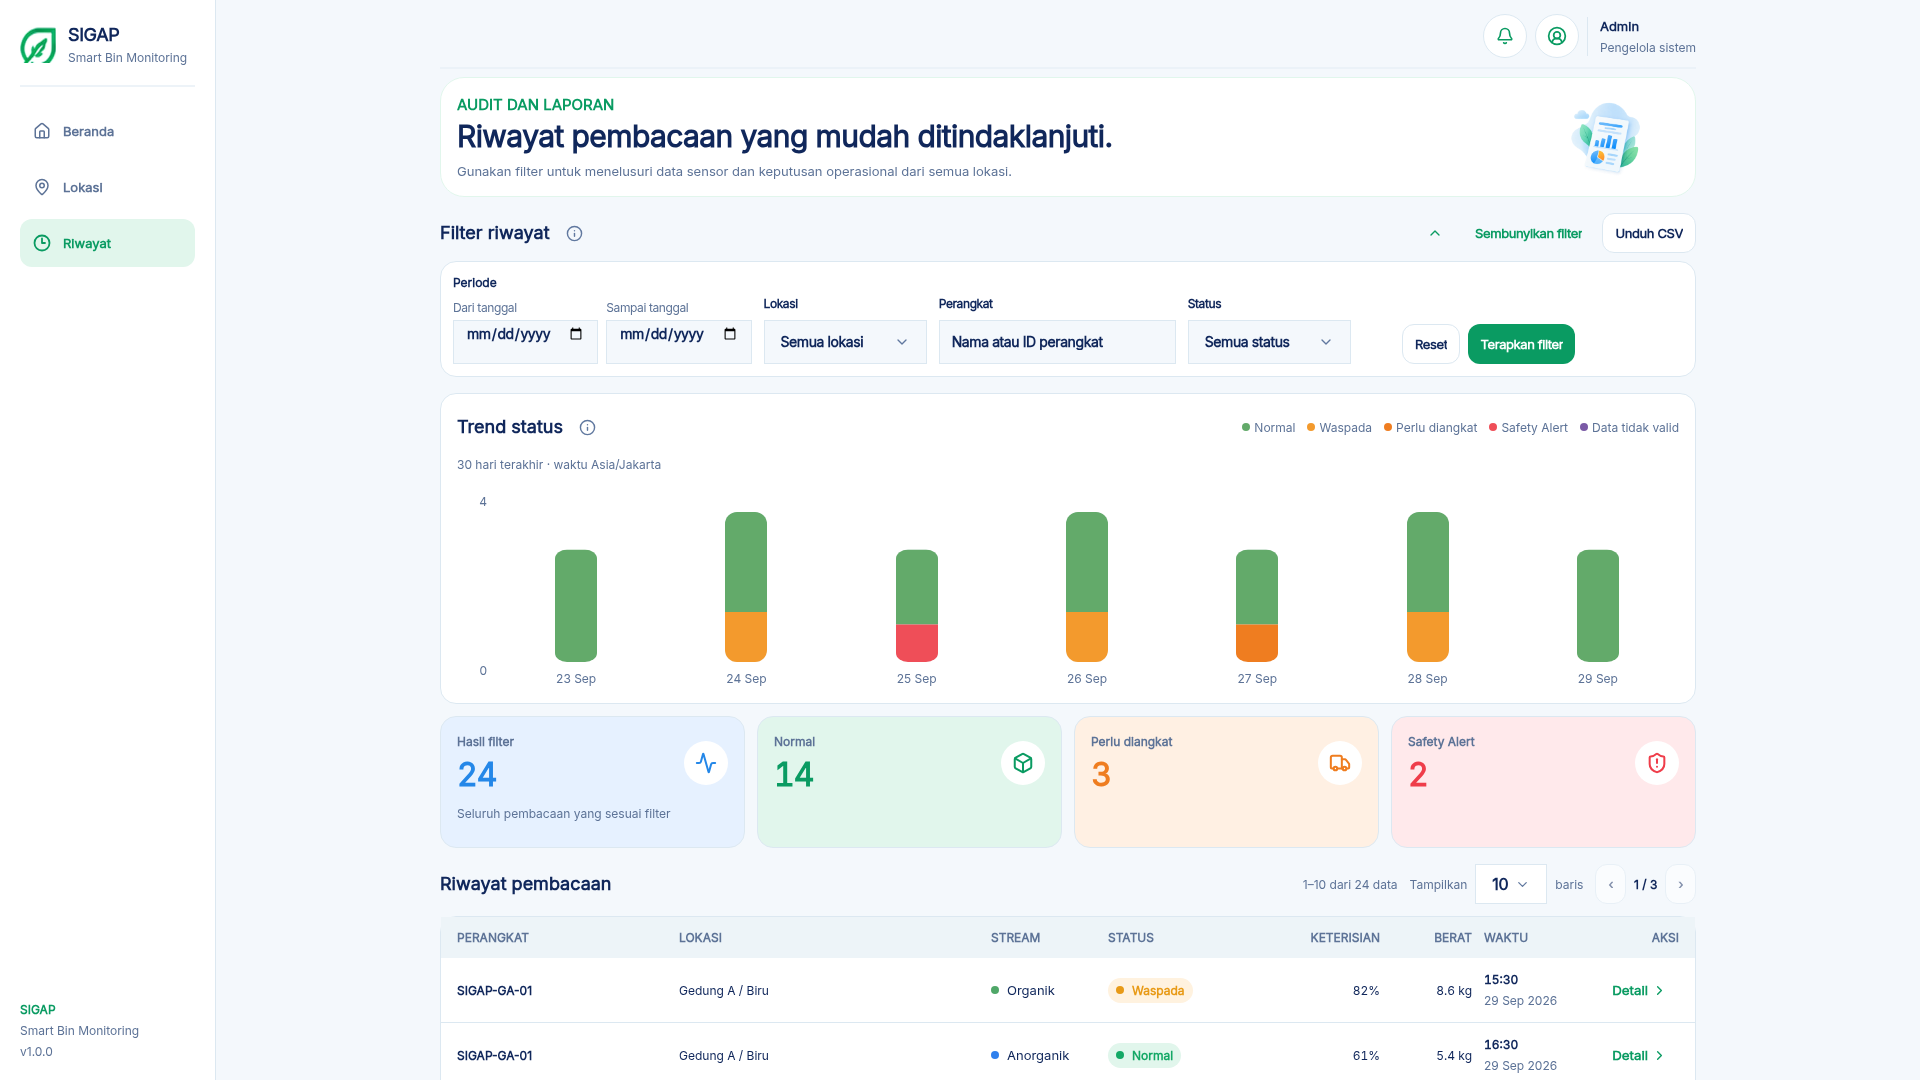 SIGAP
Smart Bin Monitoring
Beranda
Lokasi
Riwayat
SIGAP
Smart Bin Monitoring
v1.0.0
Admin
Pengelola sistem
AUDIT DAN LAPORAN
Riwayat pembacaan yang mudah ditindaklanjuti.
Gunakan filter untuk menelusuri data sensor dan keputusan operasional dari semua lokasi.
Filter riwayat
Sembunyikan filter
Unduh CSV
Periode
Dari tanggal
Sampai tanggal
Lokasi
Perangkat
Status
mm/dd/yyyy
mm/dd/yyyy
Semua lokasi
Nama atau ID perangkat
Semua status
Reset
Terapkan filter
Trend status
Normal
Waspada
Perlu diangkat
Safety Alert
Data tidak valid
30 hari terakhir · waktu Asia/Jakarta
4
0
23 Sep
24 Sep
25 Sep
26 Sep
27 Sep
28 Sep
29 Sep
Hasil filter
24
Seluruh pembacaan yang sesuai filter
Normal
14
Perlu diangkat
3
Safety Alert
2
Riwayat pembacaan
1–10 dari 24 data
Tampilkan
10
baris
‹
1 / 3
›
PERANGKAT LOKASI STREAM STATUS KETERISIAN BERAT WAKTU AKSI
SIGAP-GA-01 Gedung A / Biru Organik Waspada 82% 8.6 kg 15:30
29 Sep 2026
Detail
SIGAP-GA-01 Gedung A / Biru Anorganik Normal 61% 5.4 kg 16:30
29 Sep 2026
Detail